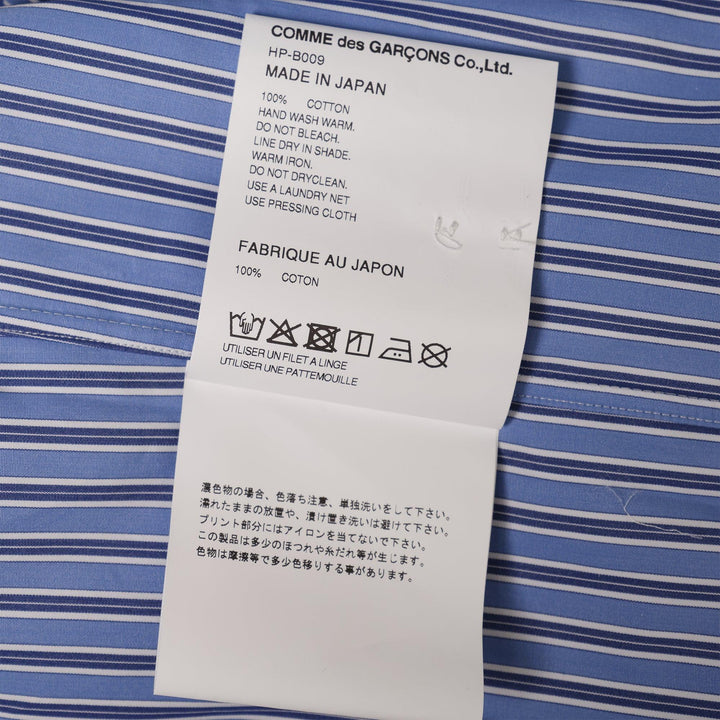 COMME des GARÇONS Co.,Ltd.
HP-B009
MADE IN JAPAN
100% COTTON
HAND WASH WARM.
DO NOT BLEACH.
LINE DRY IN SHADE.
WARM IRON.
DO NOT DRYCLEAN.
USE A LAUNDRY NET
USE PRESSING CLOTH
FABRIQUE AU JAPON
100% COTON
UTILISER UN FILET A LINGE
UTILISER UNE PATTEMOUILLE
濃色物の場合、色落ち注意、単独洗いをして下さい。
濡れたままの放置や、漬け置き洗いは避けて下さい。
プリント部分にはアイロンを当てないで下さい。
この製品は多少のほつれや糸だれ等が生じます。
色物は摩擦等で多少色移りする事があります。